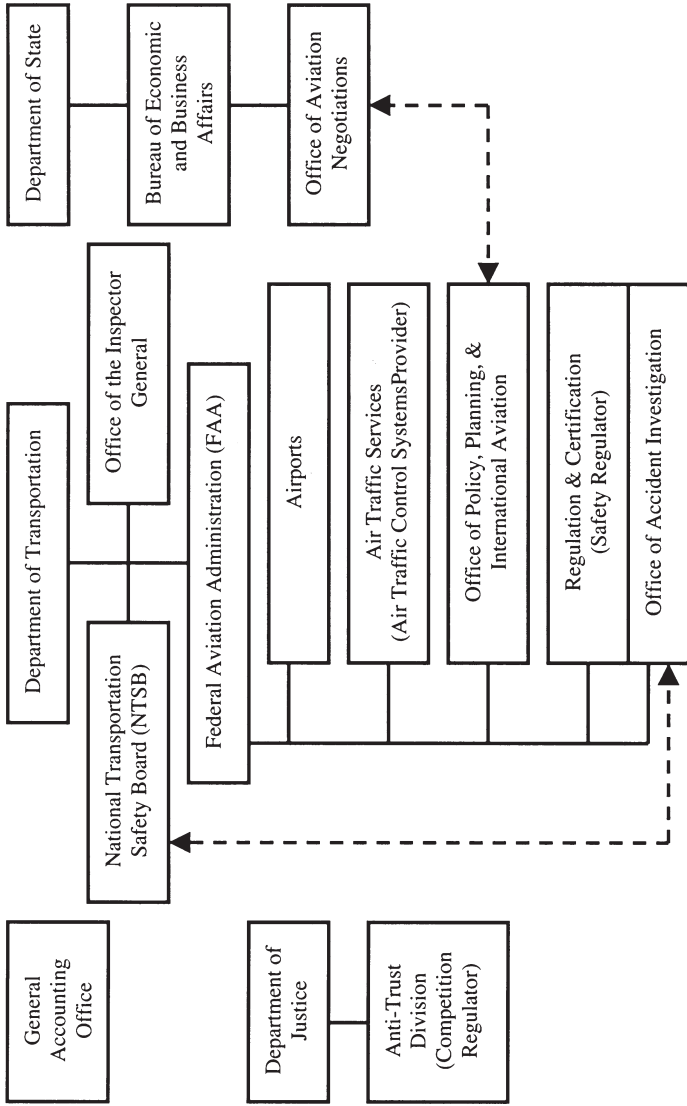 General
Accounting
Office
Department of
Justice
Anti-Trust
Division
(Competition
Regulator)
Department of Transportation
National Transportation
Safety Board (NTSB)
Office of the Inspector
General
Federal Aviation Administration (FAA)
Airports
Air Traffic Services
(Air Traffic Control SystemsProvider)
Office of Policy, Planning, &
International Aviation
Regulation & Certification
(Safety Regulator)
Office of Accident Investigation
Department of State
Bureau of Economic
and Business
Affairs
Office of Aviation
Negotiations